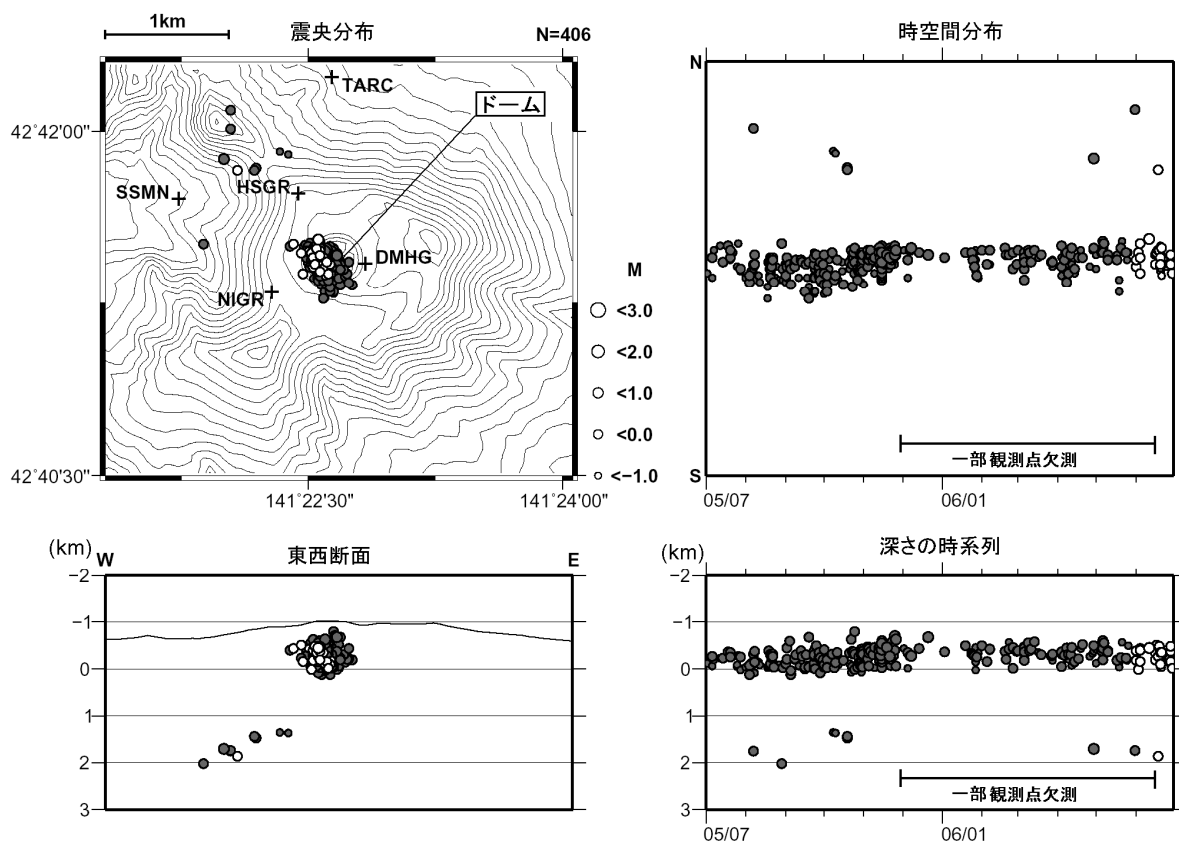 1km
震央分布
N=406
時空間分布
TARC
ドーム
42°42'00"
SSMN
HSGR
DMHG
NIGR
M
<3.0
<2.0
<1.0
<0.0
<−1.0
42°40'30"
141°22'30"
141°24'00"
N
S
一部観測点欠測
05/07
06/01
(km)
W
東西断面
E
−2
−1
0
1
2
3
(km)
深さの時系列
−2
−1
0
1
2
3
一部観測点欠測
05/07
06/01